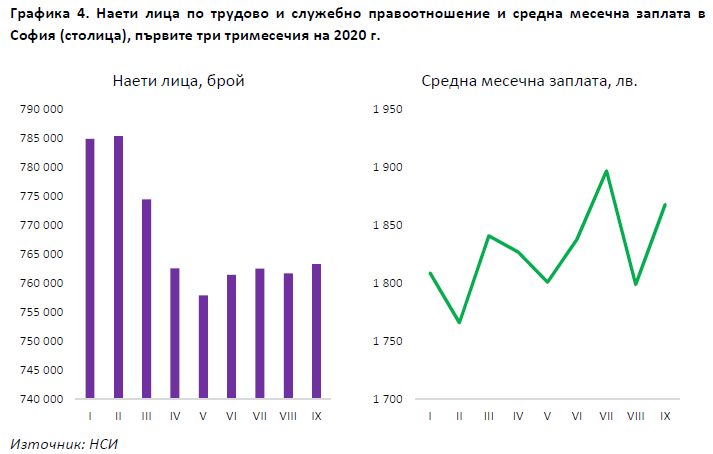 Графика 4. Наети лица по трудово и служебно правоотношение и средна месечна заплата в
София (столица), първите три тримесечия на 2020 г.
Наети лица, брой
790 000
785 000
780 000
775 000
770 000
765 000
760 000
755 000
750 000
745 000
740 000
I II III IV V VI VII VIII IX
Средна месечна заплата, лв.
1 950
1 900
1 850
1 800
1 750
1 700
I II III IV V VI VII VIII IX
Източник: НСИ